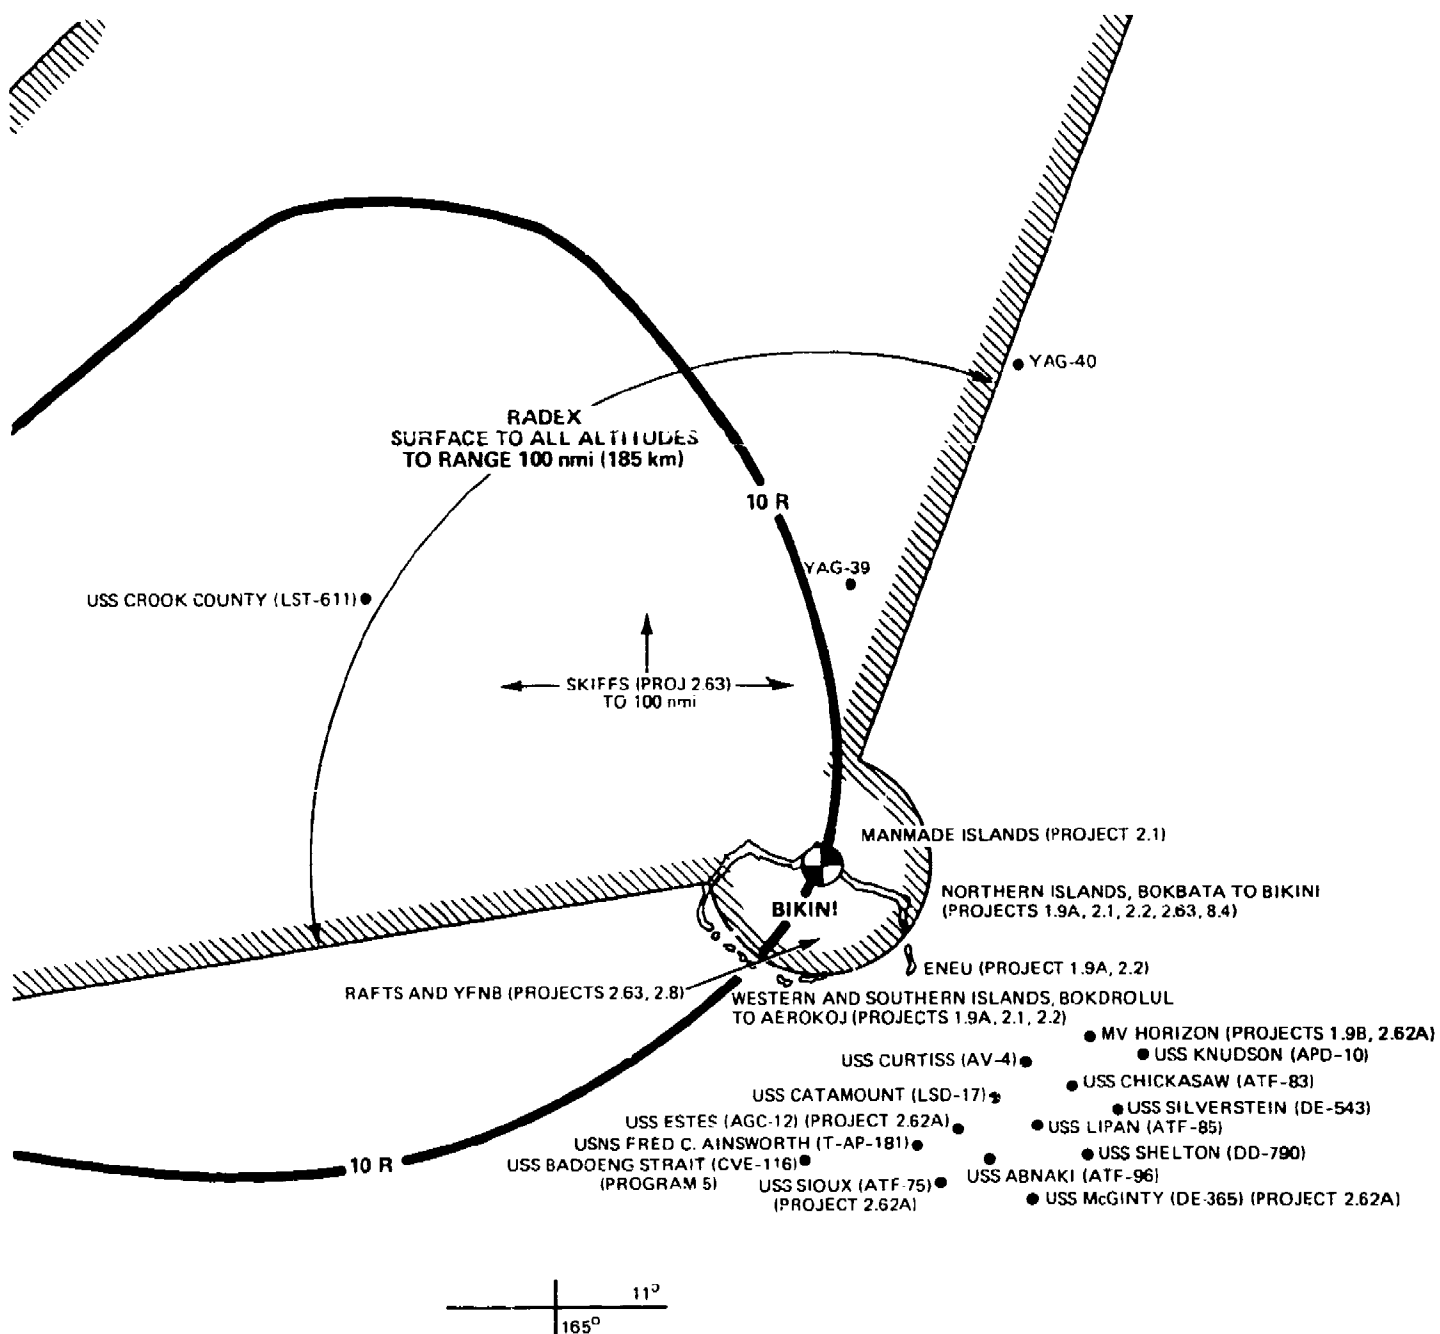 YAG-40
RADEX
SURFACE TO ALL ALTITUDES
TO RANGE 100 nmi (185 km)
10 R
YAG-39
USS CROOK COUNTY (LST-611)
SKIFFS (PROJ 2.63)
TO 100 nmi
MANMADE ISLANDS (PROJECT 2.1)
NORTHERN ISLANDS, BOKBATA TO BIKINI
(PROJECTS 1.9A, 2.1, 2.2, 2.63, 8.4)
BIKINI
ENEU (PROJECT 1.9A, 2.2)
RAFTS AND YFNB (PROJECTS 2.63, 2.8)
WESTERN AND SOUTHERN ISLANDS, BOKDROLUL
TO AEROKOJ (PROJECTS 1.9A, 2.1, 2.2)
MV HORIZON (PROJECTS 1.9B, 2.62A)
USS KNUDSON (APD-10)
USS CURTISS (AV-4)
USS CHICKASAW (ATF-83)
USS CATAMOUNT (LSD-17)
USS SILVERSTEIN (DE-543)
USS ESTES (AGC-12) (PROJECT 2.62A)
USS LIPAN (ATF-85)
USNS FRED C. AINSWORTH (T-AP-181)
USS SHELTON (DD-790)
USS BADOENG STRAIT (CVE-116)
(PROGRAM 5)
10 R
USS ABNAKI (ATF-96)
USS SIOUX (ATF-75)
(PROJECT 2.62A)
USS McGINTY (DE-365) (PROJECT 2.62A)
11°
165°